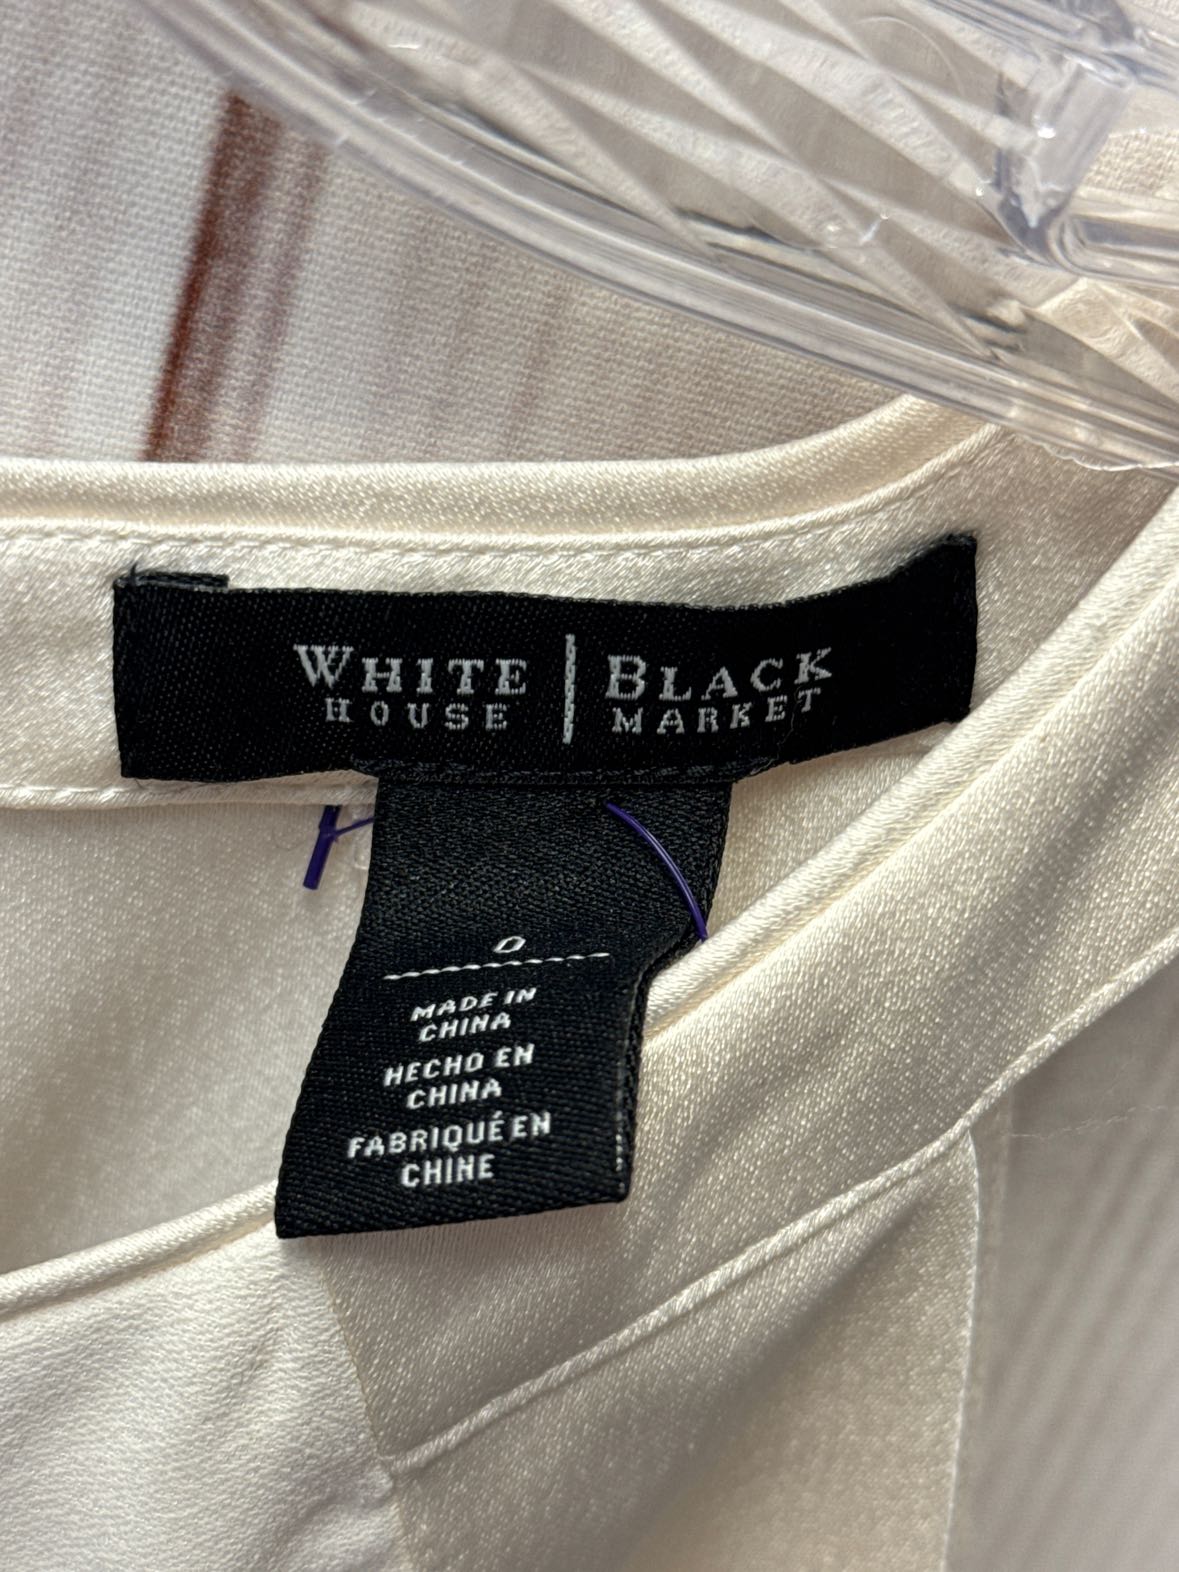 WHITE | BLACK
HOUSE MARKET
0
MADE IN
CHINA
HECHO EN
CHINA
FABRIQUÉ EN
CHINE